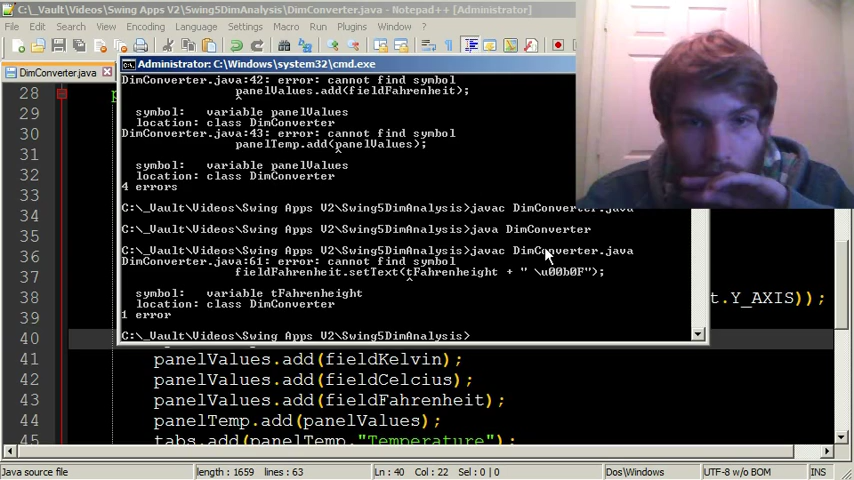 C:\_Vault\Videos\Swing Apps V2\Swing5DimAnalysis\DimConverter.java - Notepad++ [Administrator]
File Edit Search View Encoding Language Settings Macro Run Plugins Window ?
DimConverter.java
Administrator: C:\Windows\system32\cmd.exe
DimConverter.java:42: error: cannot find symbol
panelValues.add(fieldFahrenheit);
^
symbol: variable panelValues
location: class DimConverter
DimConverter.java:43: error: cannot find symbol
panelTemp.add(panelValues);
^
symbol: variable panelValues
location: class DimConverter
4 errors
C:\_Vault\Videos\Swing Apps V2\Swing5DimAnalysis>javac DimConverter.java
C:\_Vault\Videos\Swing Apps V2\Swing5DimAnalysis>java DimConverter
C:\_Vault\Videos\Swing Apps V2\Swing5DimAnalysis>javac DimConverter.java
DimConverter.java:61: error: cannot find symbol
fieldFahrenheit.setText(tFahrenheight + " \u00b0F");
^
symbol: variable tFahrenheight
location: class DimConverter
1 error
C:\_Vault\Videos\Swing Apps V2\Swing5DimAnalysis>
28 p
29
30
31
32
33
34
35
36
37
38 t.Y_AXIS));
39
40
41 panelValues.add(fieldKelvin);
42 panelValues.add(fieldCelcius);
43 panelValues.add(fieldFahrenheit);
44 panelTemp.add(panelValues);
45 tabs.add(panelTemp,"Temperature");
Java source file length : 1659 lines : 63 Ln : 40 Col : 22 Sel : 0 | 0 Dos\Windows UTF-8 w/o BOM INS